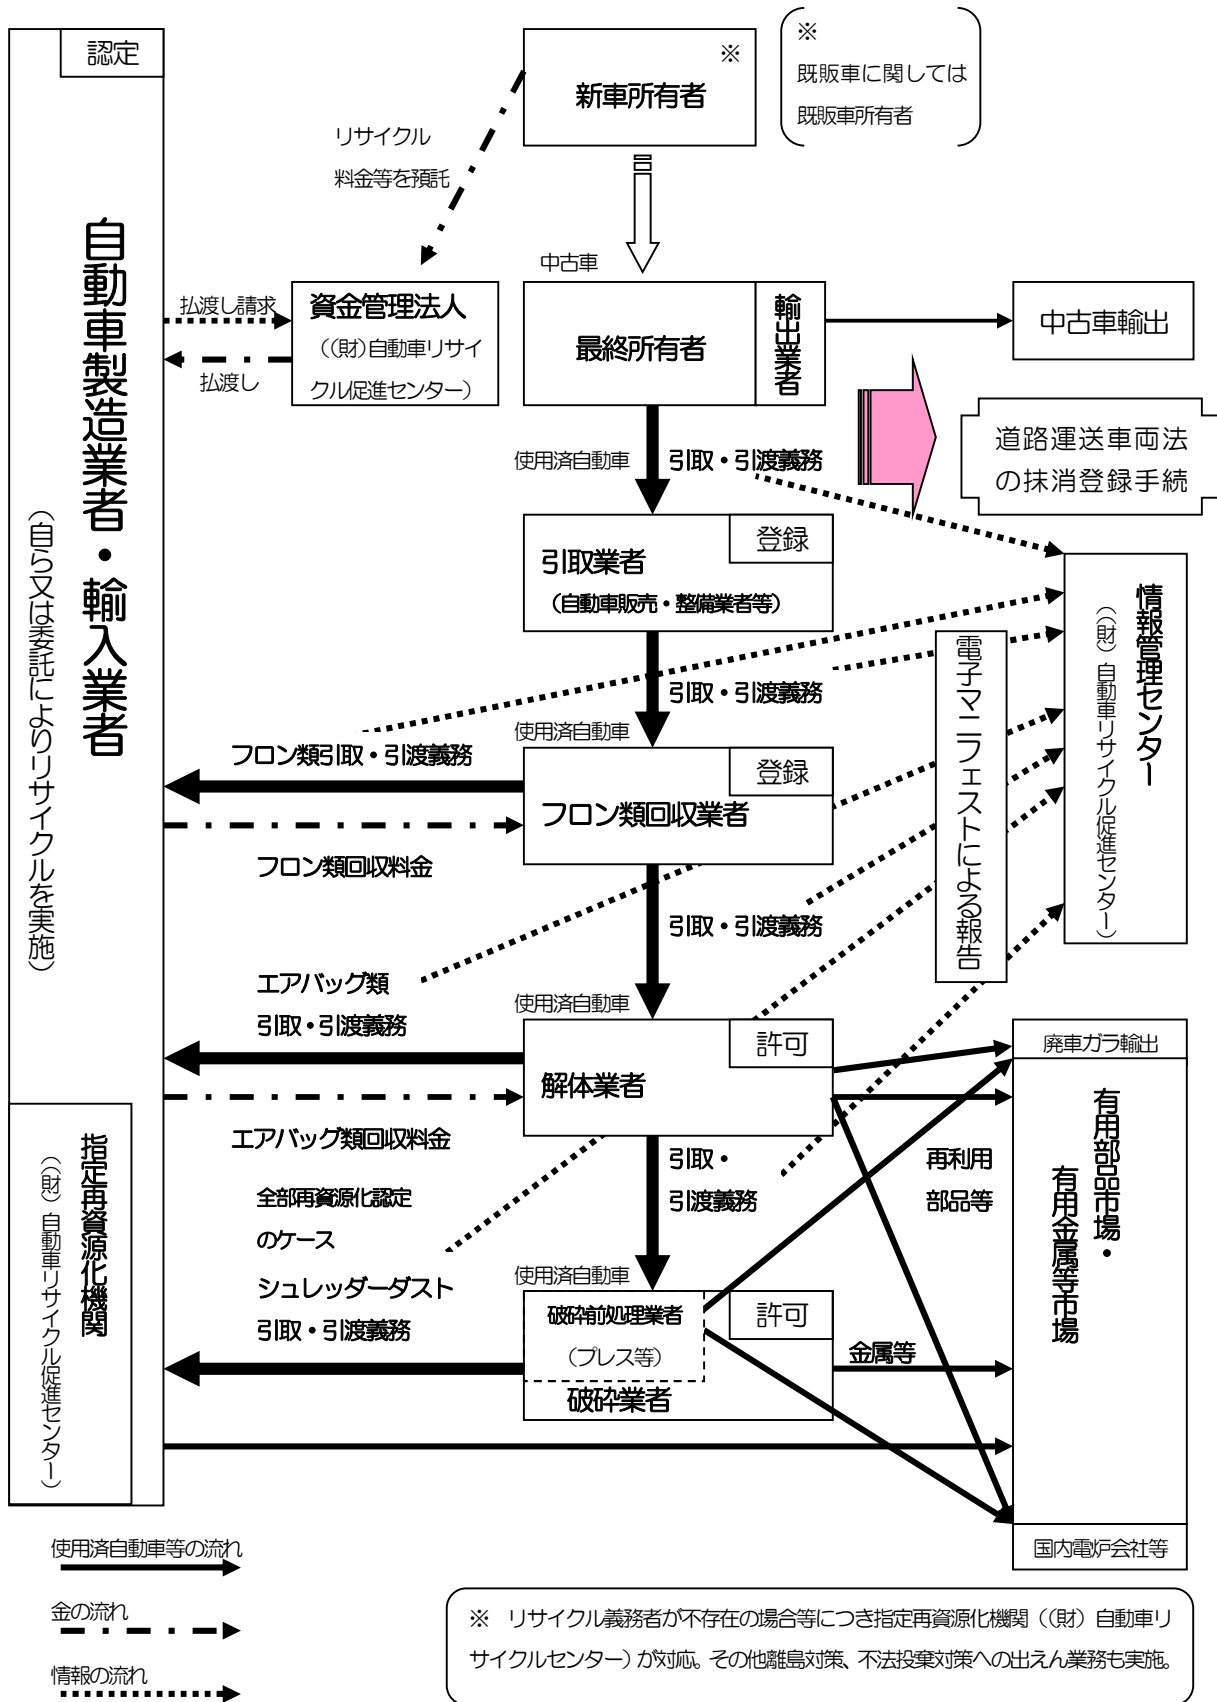 認定
※
新車所有者
※
既販車に関しては
既販車所有者
リサイクル
料金等を預託
自動車製造業者・輸入業者
（自ら又は委託によりリサイクルを実施）
中古車
払渡し請求
払渡し
資金管理法人
（(財)自動車リサイ
クル促進センター）
最終所有者
輸出業者
中古車輸出
道路運送車両法
の抹消登録手続
使用済自動車
引取・引渡義務
登録
引取業者
（自動車販売・整備業者等）
情報管理センター
（(財）自動車リサイクル促進センター）
電子マニフェストによる報告
引取・引渡義務
使用済自動車
フロン類引取・引渡義務
登録
フロン類回収業者
フロン類回収料金
引取・引渡義務
エアバッグ類
引取・引渡義務
使用済自動車
許可
解体業者
廃車ガラ輸出
有用部品市場・
有用金属等市場
エアバッグ類回収料金
引取・
引渡義務
再利用
部品等
指定再資源化機関
（(財）自動車リサイクル促進センター）
全部再資源化認定
のケース
シュレッダーダスト
引取・引渡義務
使用済自動車
破砕前処理業者
（プレス等）
許可
破砕業者
金属等
国内電炉会社等
使用済自動車等の流れ
金の流れ
情報の流れ
※　リサイクル義務者が不存在の場合等につき指定再資源化機関（(財）自動車リ
サイクルセンター）が対応。その他離島対策、不法投棄対策への出えん業務も実施。